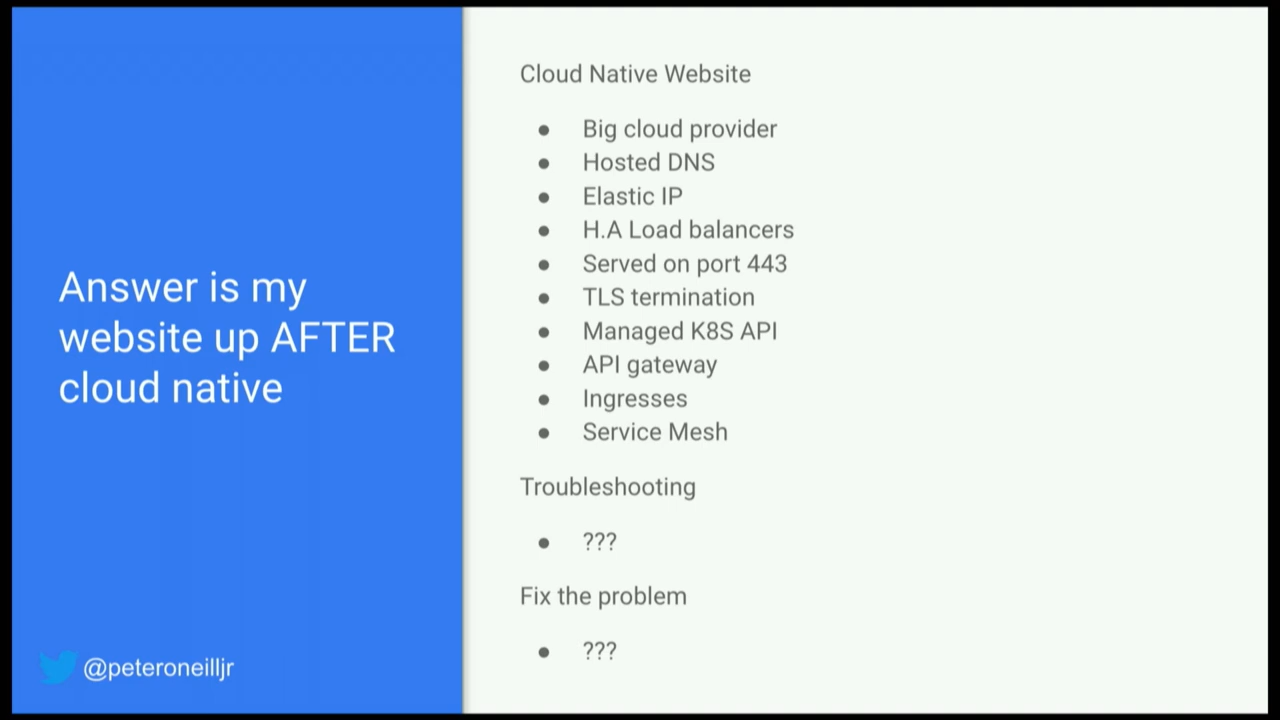 Answer is my
website up AFTER
cloud native
@peteroneilljr
Cloud Native Website
● Big cloud provider
● Hosted DNS
● Elastic IP
● H.A Load balancers
● Served on port 443
● TLS termination
● Managed K8S API
● API gateway
● Ingresses
● Service Mesh
Troubleshooting
● ???
Fix the problem
● ???